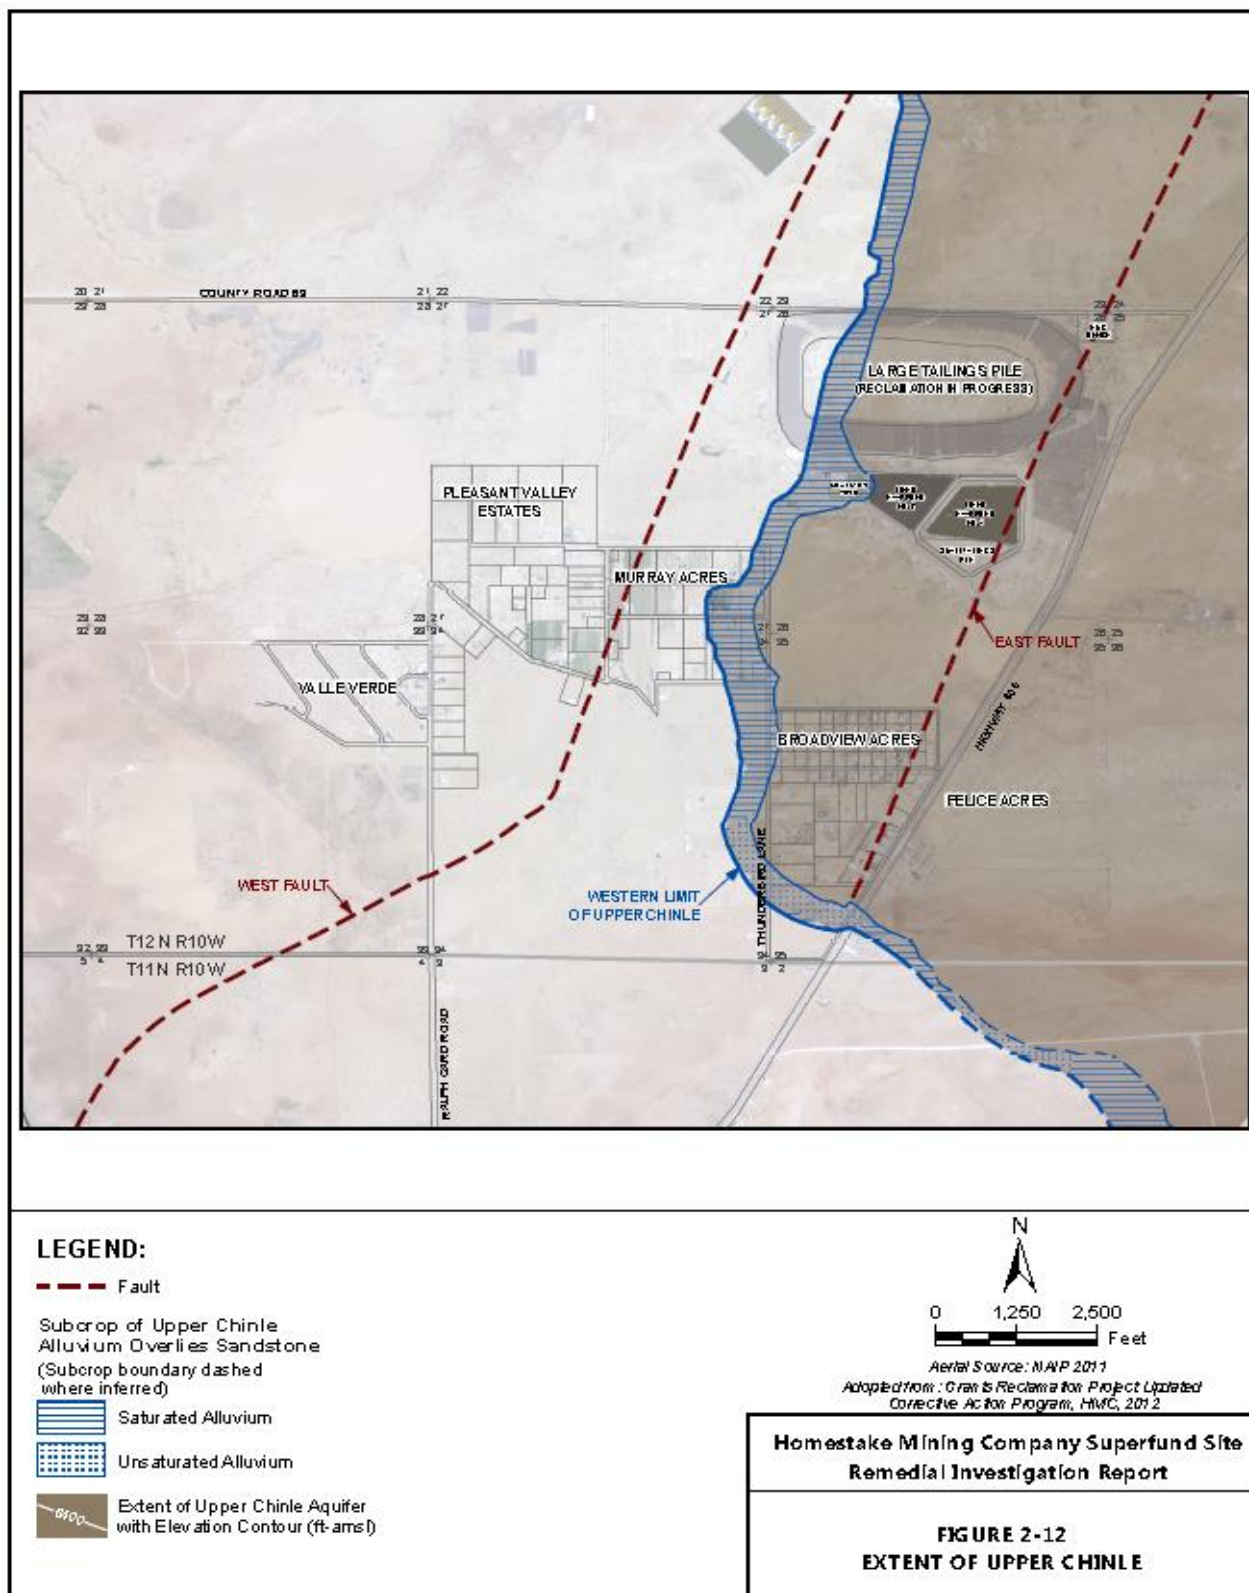 COUNTY ROAD 63
LARGE TAILINGS PILE
(RECLAMATION IN PROGRESS)
PLEASANT VALLEY
ESTATES
MURRAY ACRES
EAST FAULT
VALLE VERDE
BROADVIEW ACRES
FELICE ACRES
WEST FAULT
WESTERN LIMIT
OF UPPER CHINLE
THUNDERBIRD LANE
T12N R10W
T11N R10W
RALPH CARD ROAD
LEGEND:
Fault
Subcrop of Upper Chinle
Alluvium Overlies Sandstone
(Subcrop boundary dashed
where inferred)
Saturated Alluvium
Unsaturated Alluvium
6400
Extent of Upper Chinle Aquifer
with Elevation Contour (ft-amsl)
N
0 1,250 2,500
Feet
Aerial Source: NAIP 2011
Adopted from: Grants Reclamation Project Updated
Corrective Action Program, HMC, 2012
Homestake Mining Company Superfund Site
Remedial Investigation Report
FIGURE 2-12
EXTENT OF UPPER CHINLE